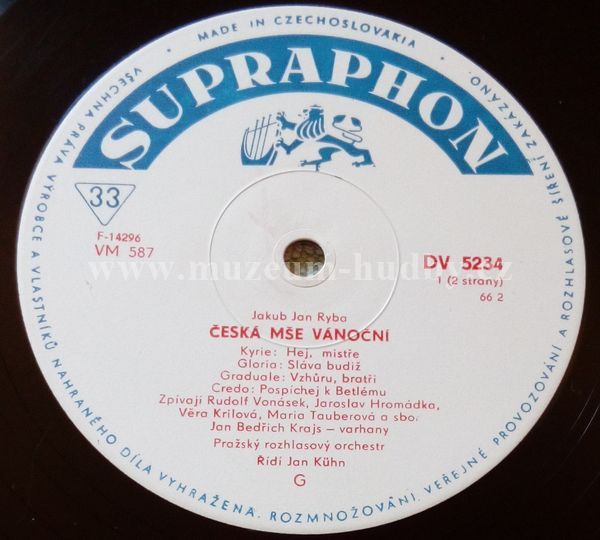 MADE IN CZECHOSLOVAKIA
VŠECHNA PRÁVA VÝROBCE A VLASTNÍKŮ NAHRANÉHO DÍLA VYHRAŽENA. ROZMNOŽOVÁNÍ, VEŘEJNÉ PROVOZOVÁNÍ A ROZHLASOVÉ ŠÍŘENÍ ZAKÁZÁNO
SUPRAPHON
33
F-14296
VM 587
DV 5234
1 (2 strany)
66 2
www.muzeum-hudby.cz
Jakub Jan Ryba
ČESKÁ MŠE VÁNOČNÍ
Kyrie: Hej, mistře
Gloria: Sláva budiž
Graduale: Vzhůru, bratři
Credo: Pospíchej k Betlému
Zpívají Rudolf Vonásek, Jaroslav Hromádka,
Věra Krilová, Maria Tauberová a sbo.
Jan Bedřich Krajs – varhany
Pražský rozhlasový orchestr
Řídí Jan Kühn
G